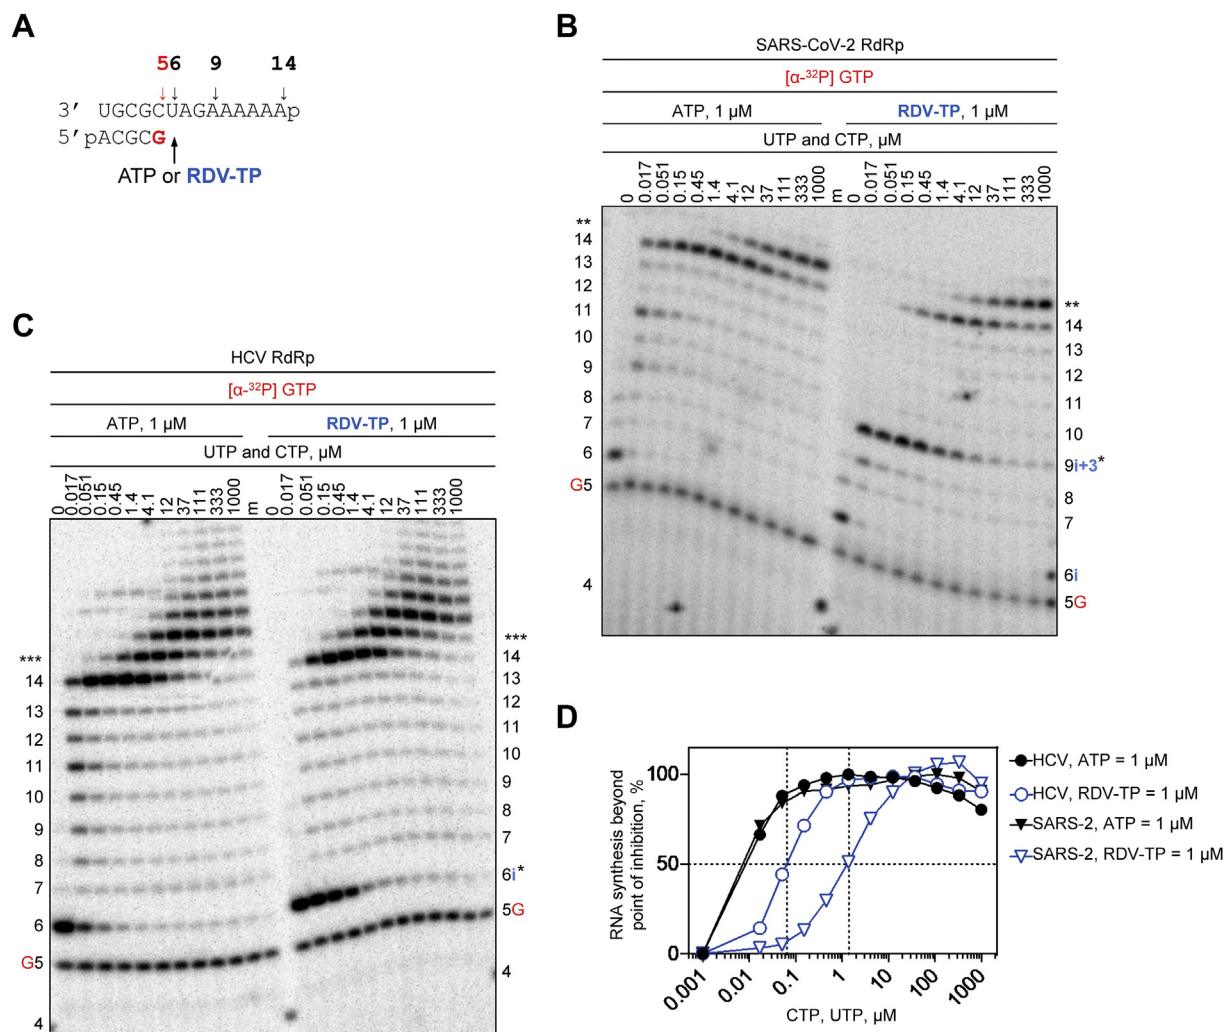 A
5 6 9 14
3′ UGCGCUAGAAAAAAp
5′pACGCG
ATP or RDV-TP
B
SARS-CoV-2 RdRp
[α-³²P] GTP
ATP, 1 µM RDV-TP, 1 µM
UTP and CTP, µM
0 0.017 0.051 0.15 0.45 1.4 4.1 12 37 111 333 1000 m 0 0.017 0.051 0.15 0.45 1.4 4.1 12 37 111 333 1000
**
14
13
12
11
10
9
8
7
6
G5
4
**
14
13
12
11
10
9i+3*
8
7
6i
5G
C
HCV RdRp
[α-³²P] GTP
ATP, 1 µM RDV-TP, 1 µM
UTP and CTP, µM
0 0.017 0.051 0.15 0.45 1.4 4.1 12 37 111 333 1000 m 0 0.017 0.051 0.15 0.45 1.4 4.1 12 37 111 333 1000
***
14
13
12
11
10
9
8
7
6
G5
4
***
14
13
12
11
10
9
8
7
6i*
5G
4
D
RNA synthesis beyond
point of inhibition, %
100
50
0
0.001 0.01 0.1 1 10 100 1000
CTP, UTP, µM
HCV, ATP = 1 µM
HCV, RDV-TP = 1 µM
SARS-2, ATP = 1 µM
SARS-2, RDV-TP = 1 µM